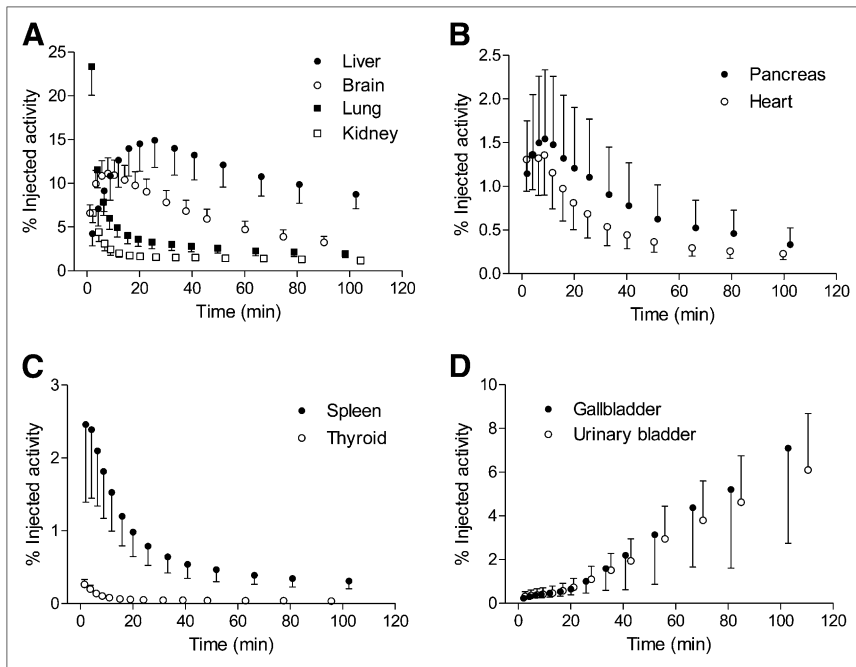 A
25
20
15
10
5
0
% Injected activity
Liver
Brain
Lung
Kidney
0 20 40 60 80 100 120
Time (min)
B
2.5
2.0
1.5
1.0
0.5
0.0
% Injected activity
Pancreas
Heart
0 20 40 60 80 100 120
Time (min)
C
3
2
1
0
% Injected activity
Spleen
Thyroid
0 20 40 60 80 100 120
Time (min)
D
10
8
6
4
2
0
% Injected activity
Gallbladder
Urinary bladder
0 20 40 60 80 100 120
Time (min)